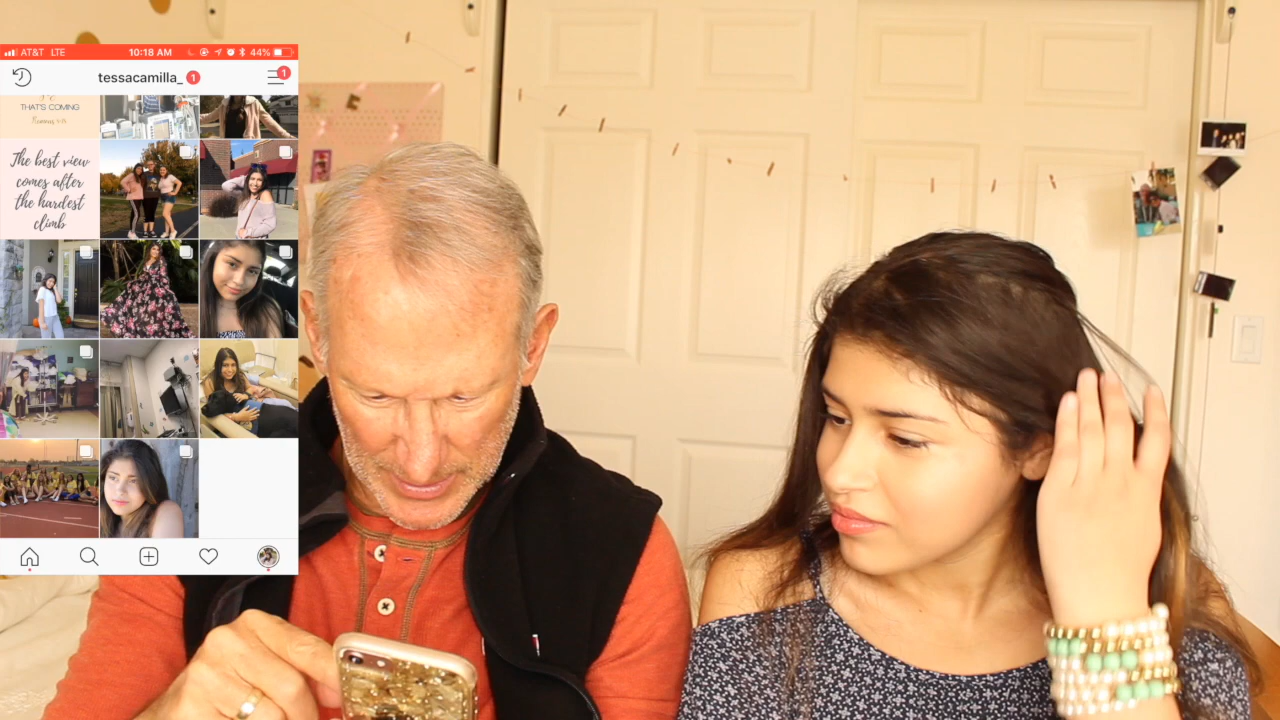 AT&T LTE 10:18 AM 44%
tessacamilla_ 1
1
THAT'S COMING
The best view
comes after
the hardest
climb